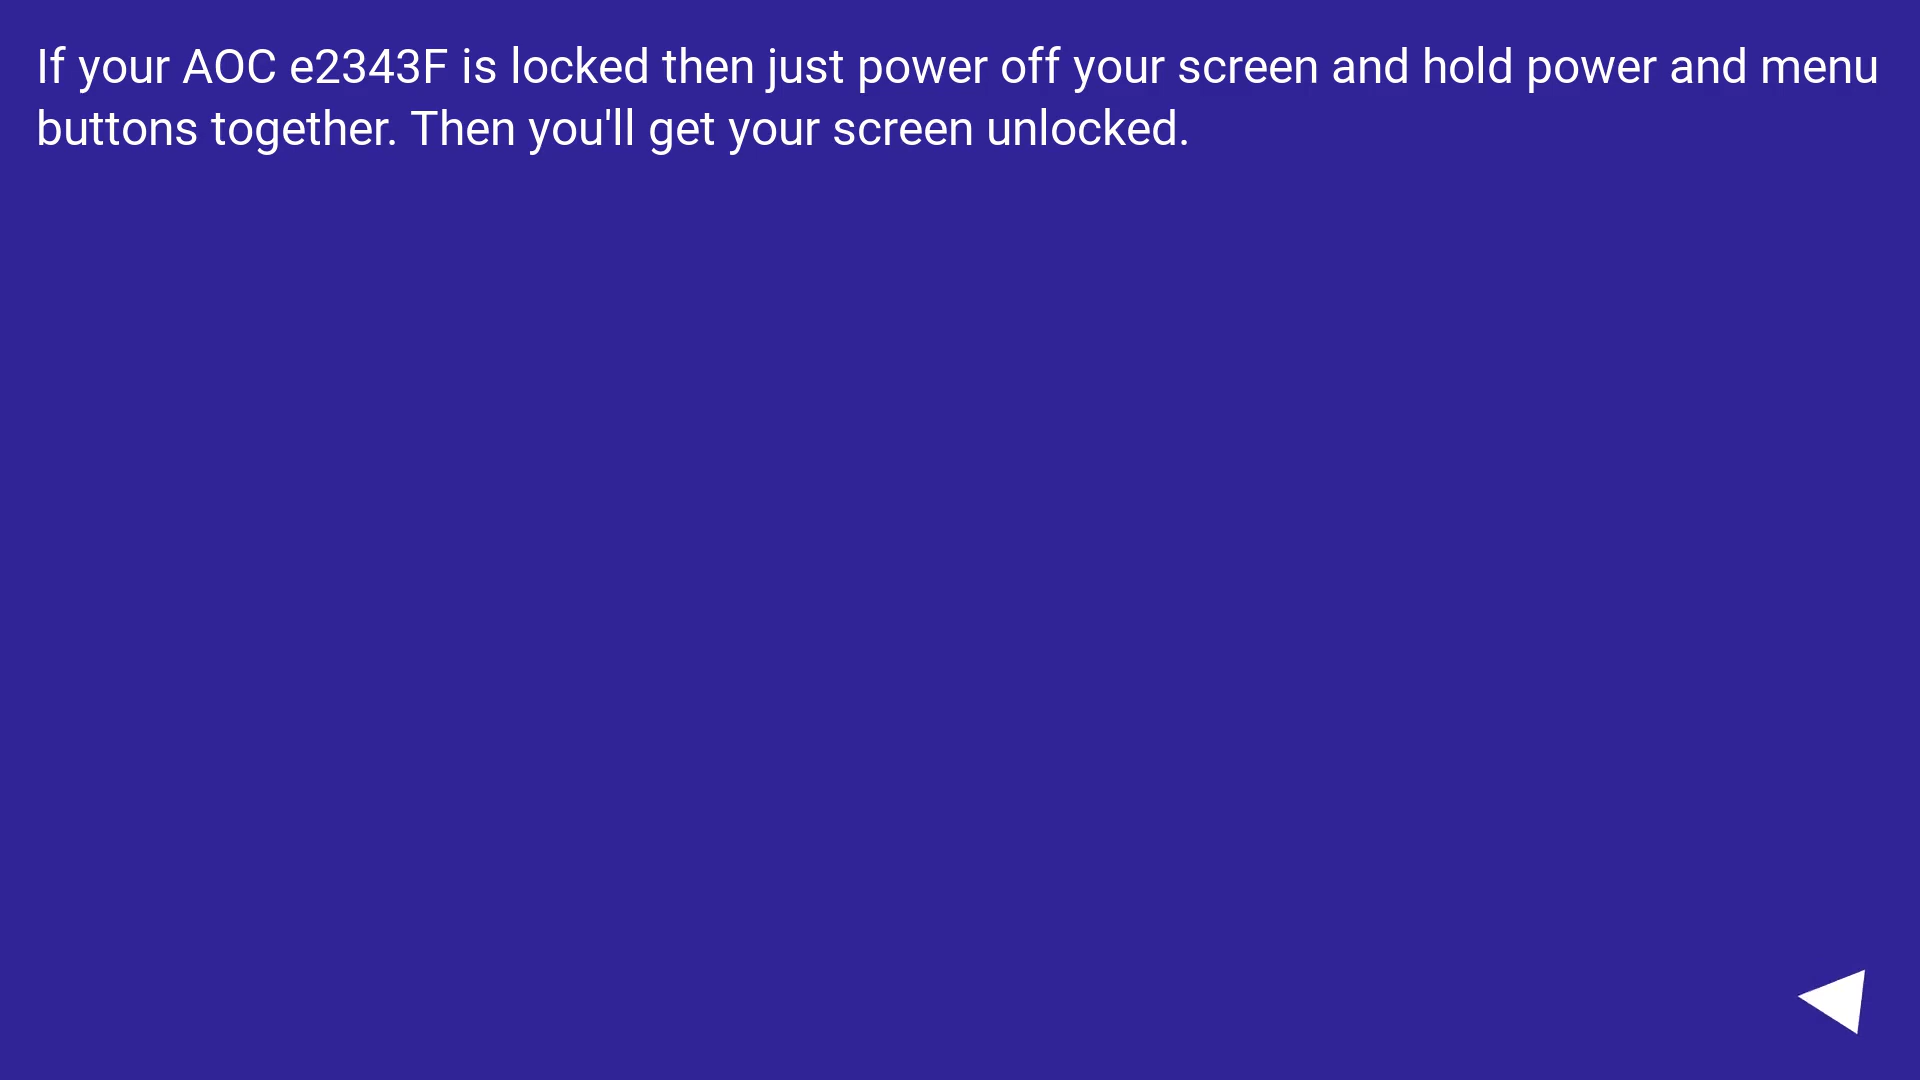 If your AOC e2343F is locked then just power off your screen and hold power and menu
buttons together. Then you'll get your screen unlocked.